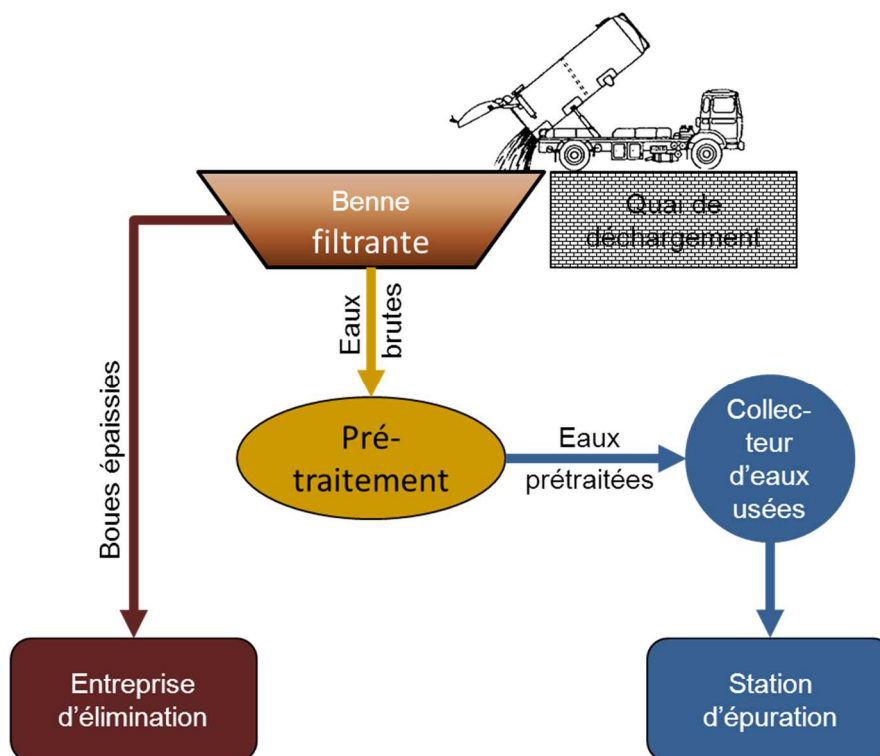 Benne
filtrante
Quai de
déchargement
Eaux
brutes
Boues épaissies
Pré-
traitement
Eaux
prétraitées
Collec-
teur
d'eaux
usées
Entreprise
d'élimination
Station
d'épuration